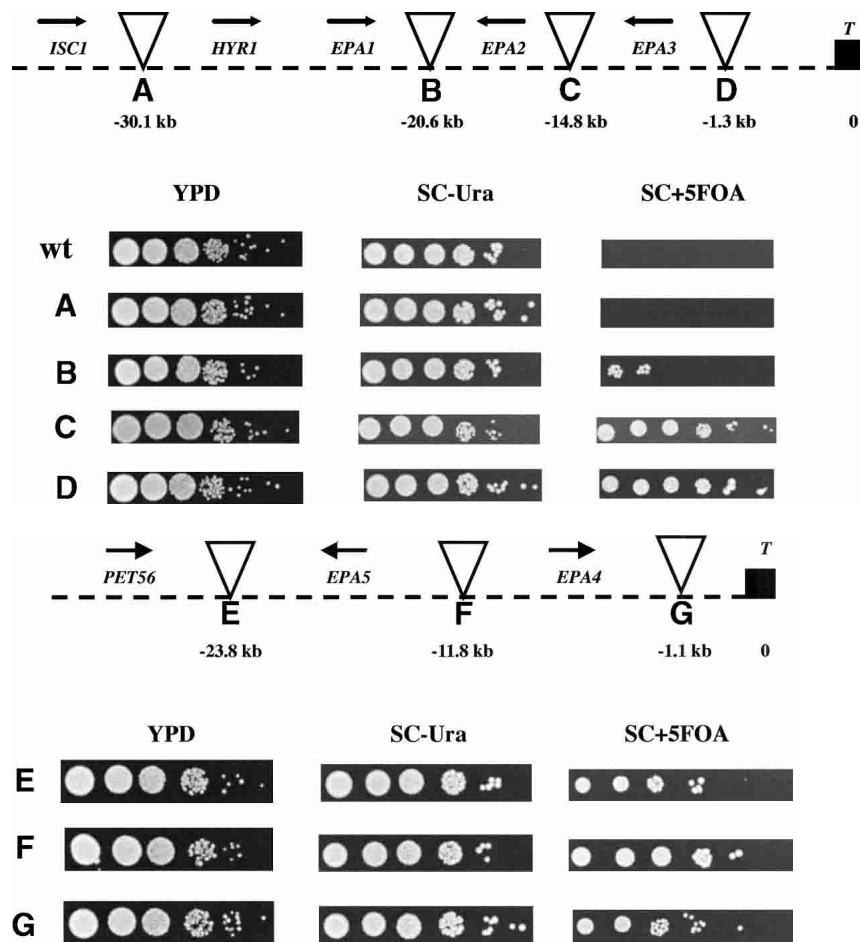 T
ISC1 HYR1 EPA1 EPA2 EPA3
A B C D
-30.1 kb -20.6 kb -14.8 kb -1.3 kb 0
YPD SC-Ura SC+5FOA
wt
A
B
C
D
T
PET56 EPA5 EPA4
E F G
-23.8 kb -11.8 kb -1.1 kb 0
YPD SC-Ura SC+5FOA
E
F
G